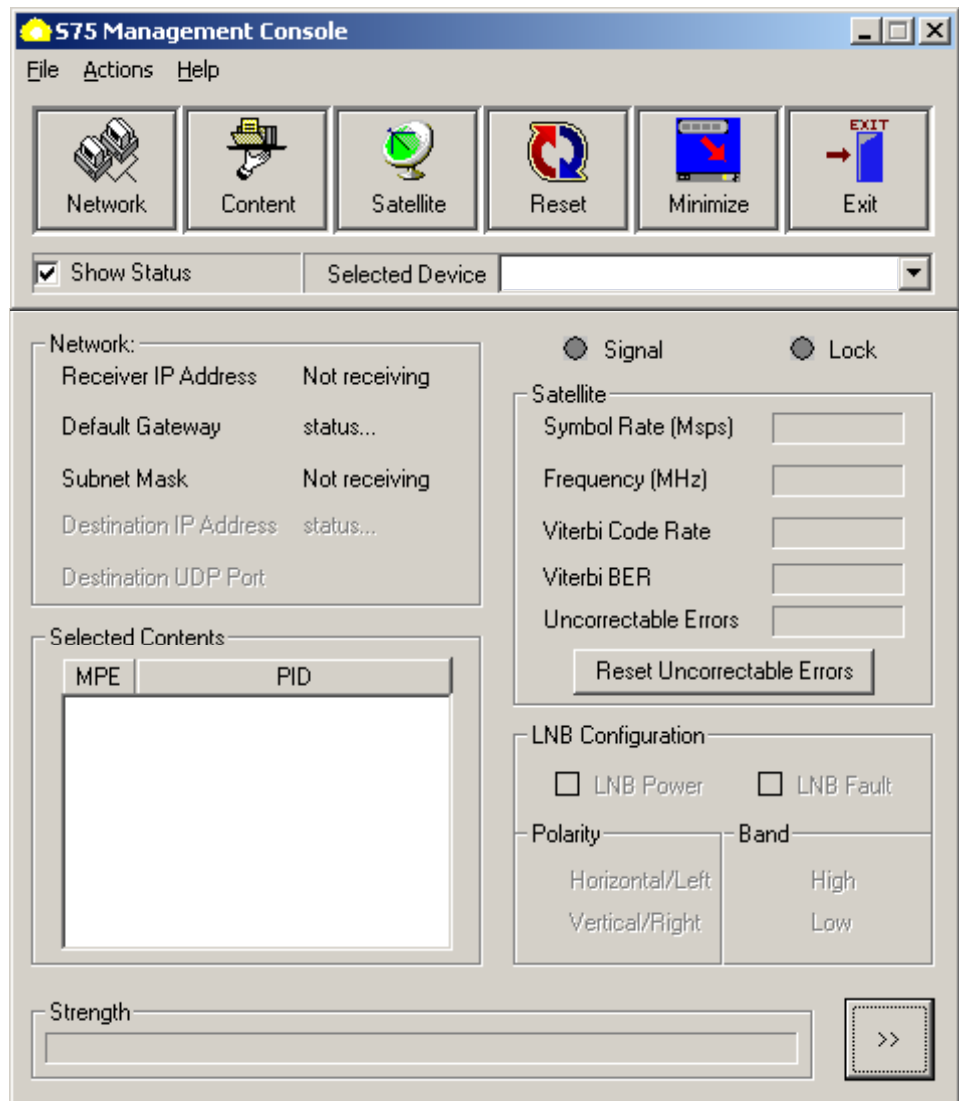 S75 Management Console
File Actions Help
EXIT
Network Content Satellite Reset Minimize Exit
Show Status Selected Device
Network:
Receiver IP Address Not receiving
Default Gateway status...
Subnet Mask Not receiving
Destination IP Address status...
Destination UDP Port
Selected Contents
MPE PID
Signal Lock
Satellite
Symbol Rate (Msps)
Frequency (MHz)
Viterbi Code Rate
Viterbi BER
Uncorrectable Errors
Reset Uncorrectable Errors
LNB Configuration
LNB Power LNB Fault
Polarity Band
Horizontal/Left High
Vertical/Right Low
Strength
>>